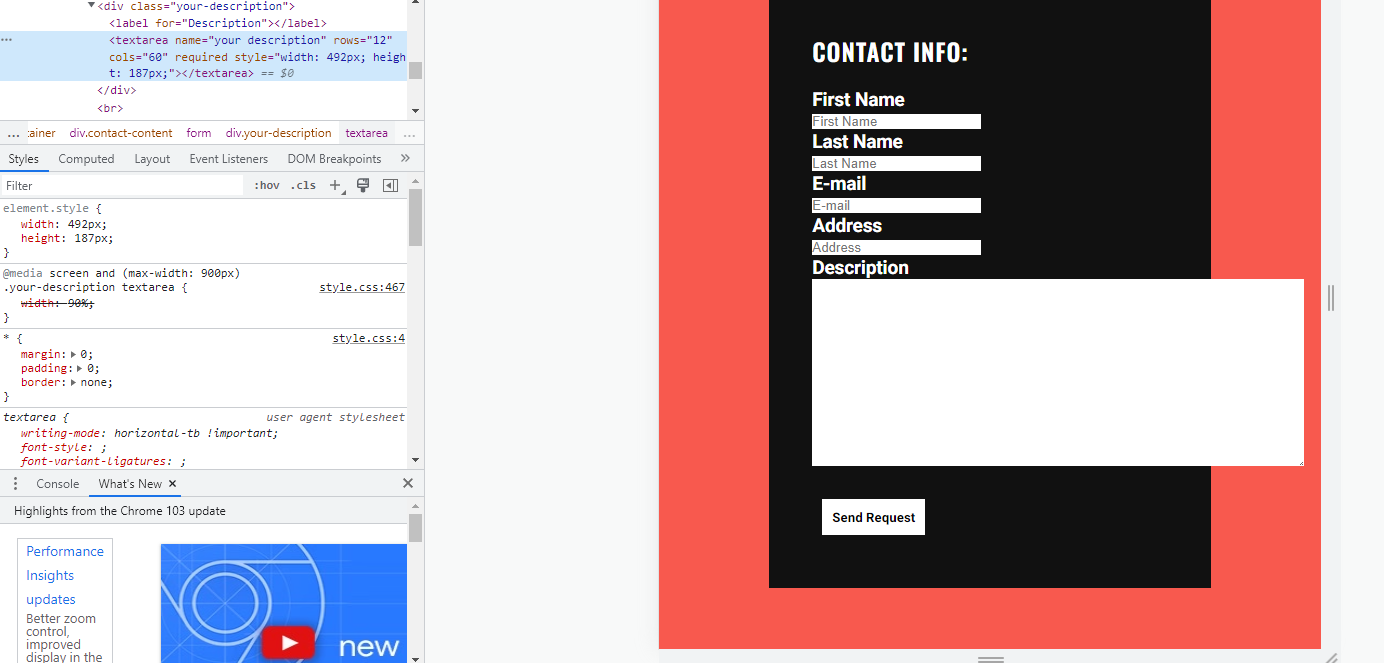 <div class="your-description">
<label for="Description"></label>
<textarea name="your description" rows="12"
cols="60" required style="width: 492px; heigh
t: 187px;"></textarea> == $0
</div>
<br>
... :ainer div.contact-content form div.your-description textarea ...
Styles Computed Layout Event Listeners DOM Breakpoints »
Filter :hov .cls +
element.style {
width: 492px;
height: 187px;
}
@media screen and (max-width: 900px)
.your-description textarea { style.css:467
width: 90%;
}
* { style.css:4
margin: 0;
padding: 0;
border: none;
}
textarea { user agent stylesheet
writing-mode: horizontal-tb !important;
font-style: ;
font-variant-ligatures: ;
Console What's New
Highlights from the Chrome 103 update
Performance
Insights
updates
Better zoom
control,
improved
display in the
new
CONTACT INFO:
First Name
First Name
Last Name
Last Name
E-mail
E-mail
Address
Address
Description
Send Request